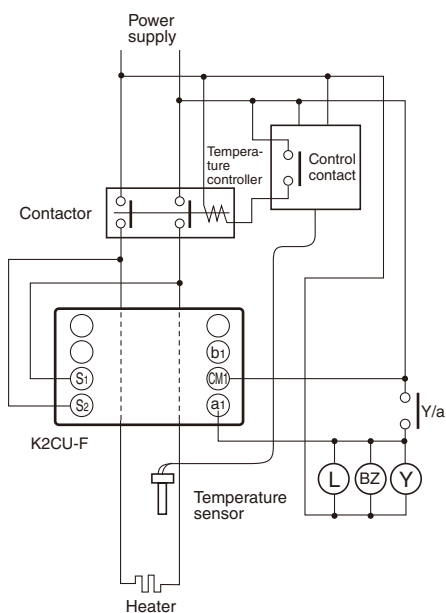 Power
supply
Tempera-
ture
controller
Control
contact
Contactor
b1
S1
CM1
S2
a1
Y/a
K2CU-F
L
BZ
Y
Temperature
sensor
Heater